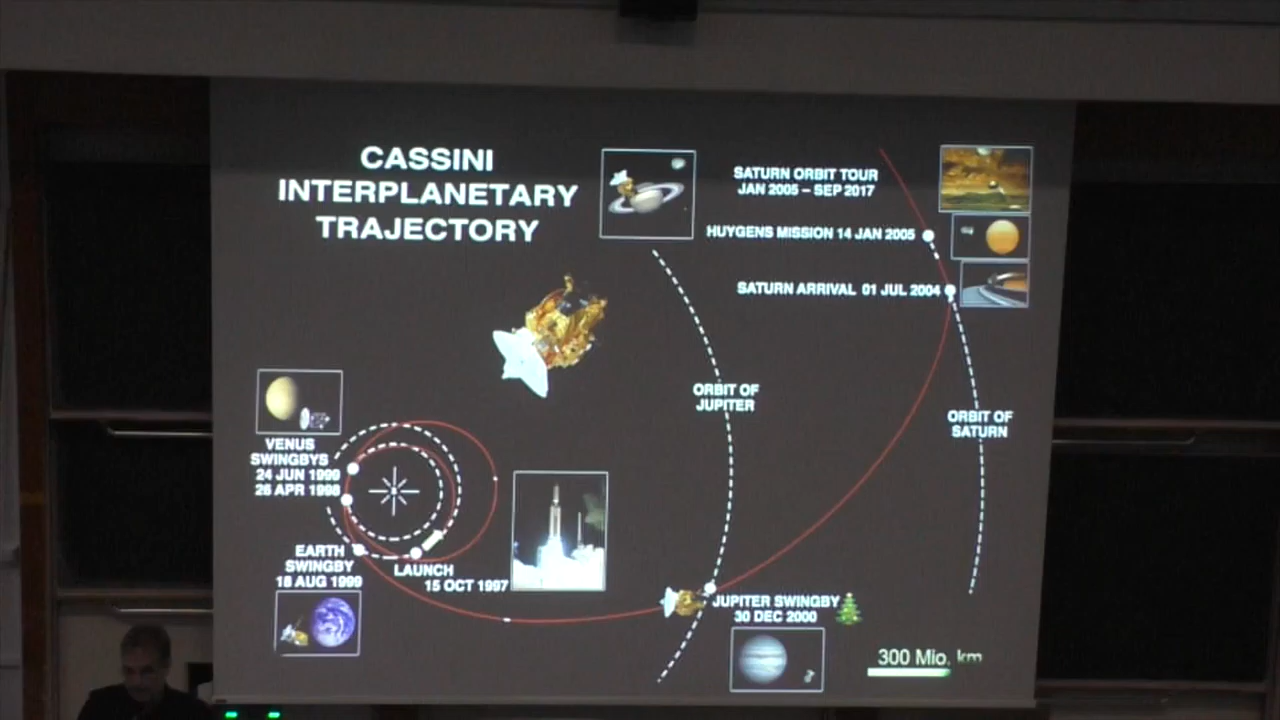 CASSINI
INTERPLANETARY
TRAJECTORY
SATURN ORBIT TOUR
JAN 2005 – SEP 2017
HUYGENS MISSION 14 JAN 2005
SATURN ARRIVAL 01 JUL 2004
ORBIT OF
JUPITER
ORBIT OF
SATURN
VENUS
SWINGBYS
24 JUN 1999
26 APR 1998
EARTH
SWINGBY
18 AUG 1999
LAUNCH
15 OCT 1997
JUPITER SWINGBY
30 DEC 2000
300 Mio. km